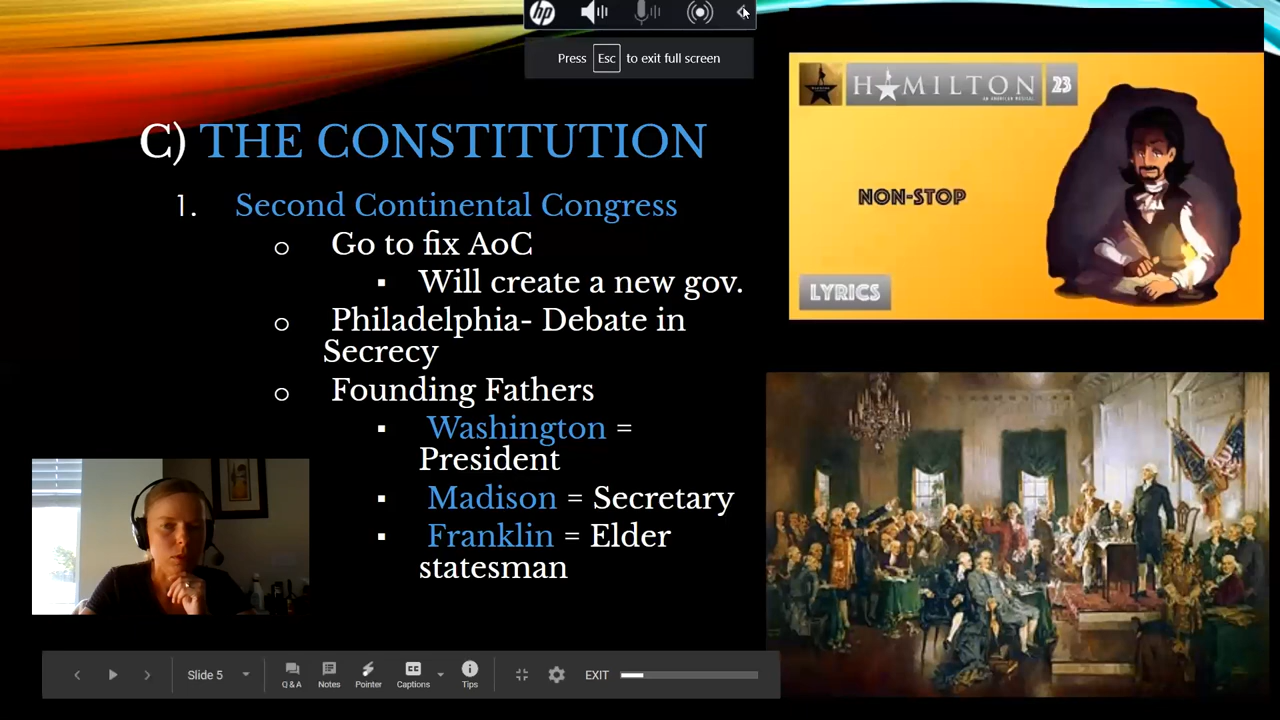 hp
Press Esc to exit full screen
C) THE CONSTITUTION
1. Second Continental Congress
o Go to fix AoC
▪ Will create a new gov.
o Philadelphia- Debate in
Secrecy
o Founding Fathers
▪ Washington =
President
▪ Madison = Secretary
▪ Franklin = Elder
statesman
HAMILTON 23
AN AMERICAN MUSICAL
NON-STOP
LYRICS
Slide 5
Q & A
Notes
Pointer
CC
Captions
Tips
EXIT